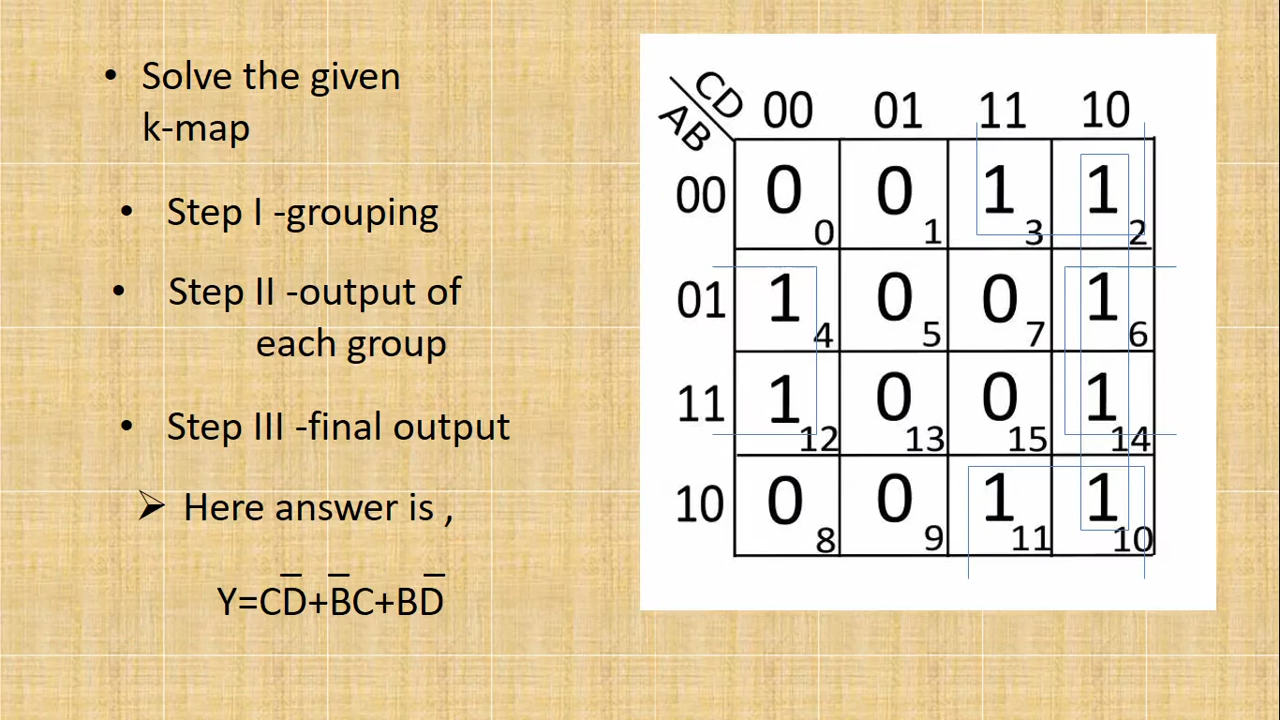 • Solve the given
k-map
• Step I -grouping
• Step II -output of
each group
• Step III -final output
➢ Here answer is ,
Y=CD̅+B̅C+BD̅
CD
AB
00 01 11 10
00 0 0 1 1
0 1 3 2
01 1 0 0 1
4 5 7 6
11 1 0 0 1
12 13 15 14
10 0 0 1 1
8 9 11 10